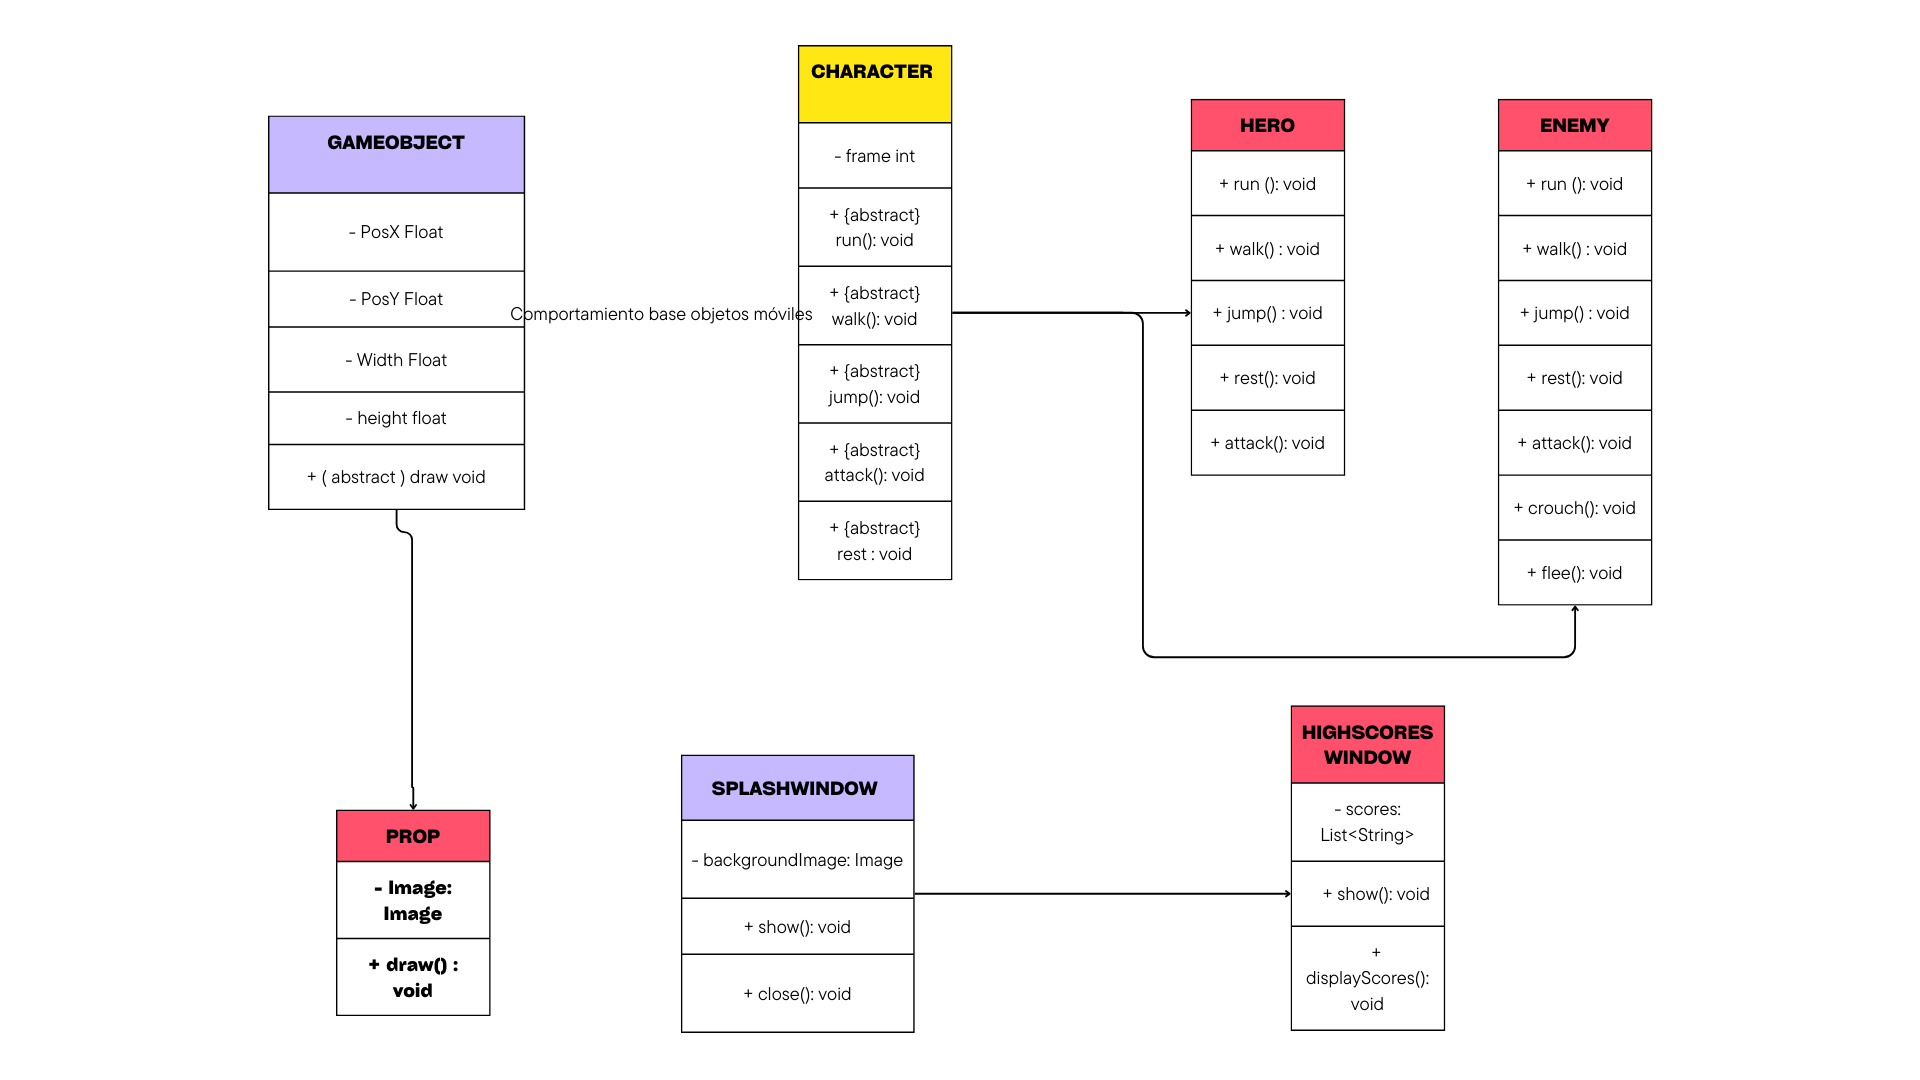 GAMEOBJECT
- PosX Float
- PosY Float
- Width Float
- height float
+ ( abstract ) draw void
Comportamiento base objetos móviles
CHARACTER
- frame int
+ {abstract}
run(): void
+ {abstract}
walk(): void
+ {abstract}
jump(): void
+ {abstract}
attack(): void
+ {abstract}
rest : void
HERO
+ run (): void
+ walk() : void
+ jump() : void
+ rest(): void
+ attack(): void
ENEMY
+ run (): void
+ walk() : void
+ jump() : void
+ rest(): void
+ attack(): void
+ crouch(): void
+ flee(): void
PROP
- Image:
Image
+ draw() :
void
SPLASHWINDOW
- backgroundImage: Image
+ show(): void
+ close(): void
HIGHSCORES
WINDOW
- scores:
List<String>
+ show(): void
+
displayScores():
void